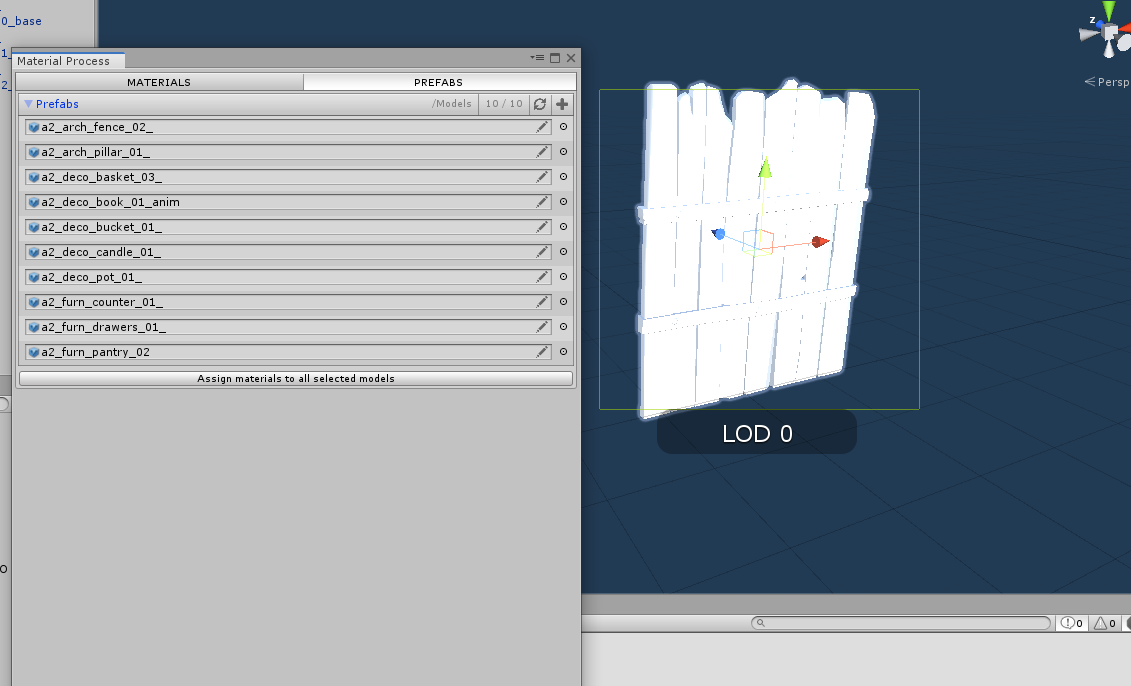 0_base
1_
2_
Material Process
MATERIALS PREFABS
Prefabs /Models 10 / 10
a2_arch_fence_02_
a2_arch_pillar_01_
a2_deco_basket_03_
a2_deco_book_01_anim
a2_deco_bucket_01_
a2_deco_candle_01_
a2_deco_pot_01_
a2_furn_counter_01_
a2_furn_drawers_01_
a2_furn_pantry_02
Assign materials to all selected models
z
Persp
LOD 0
0 0